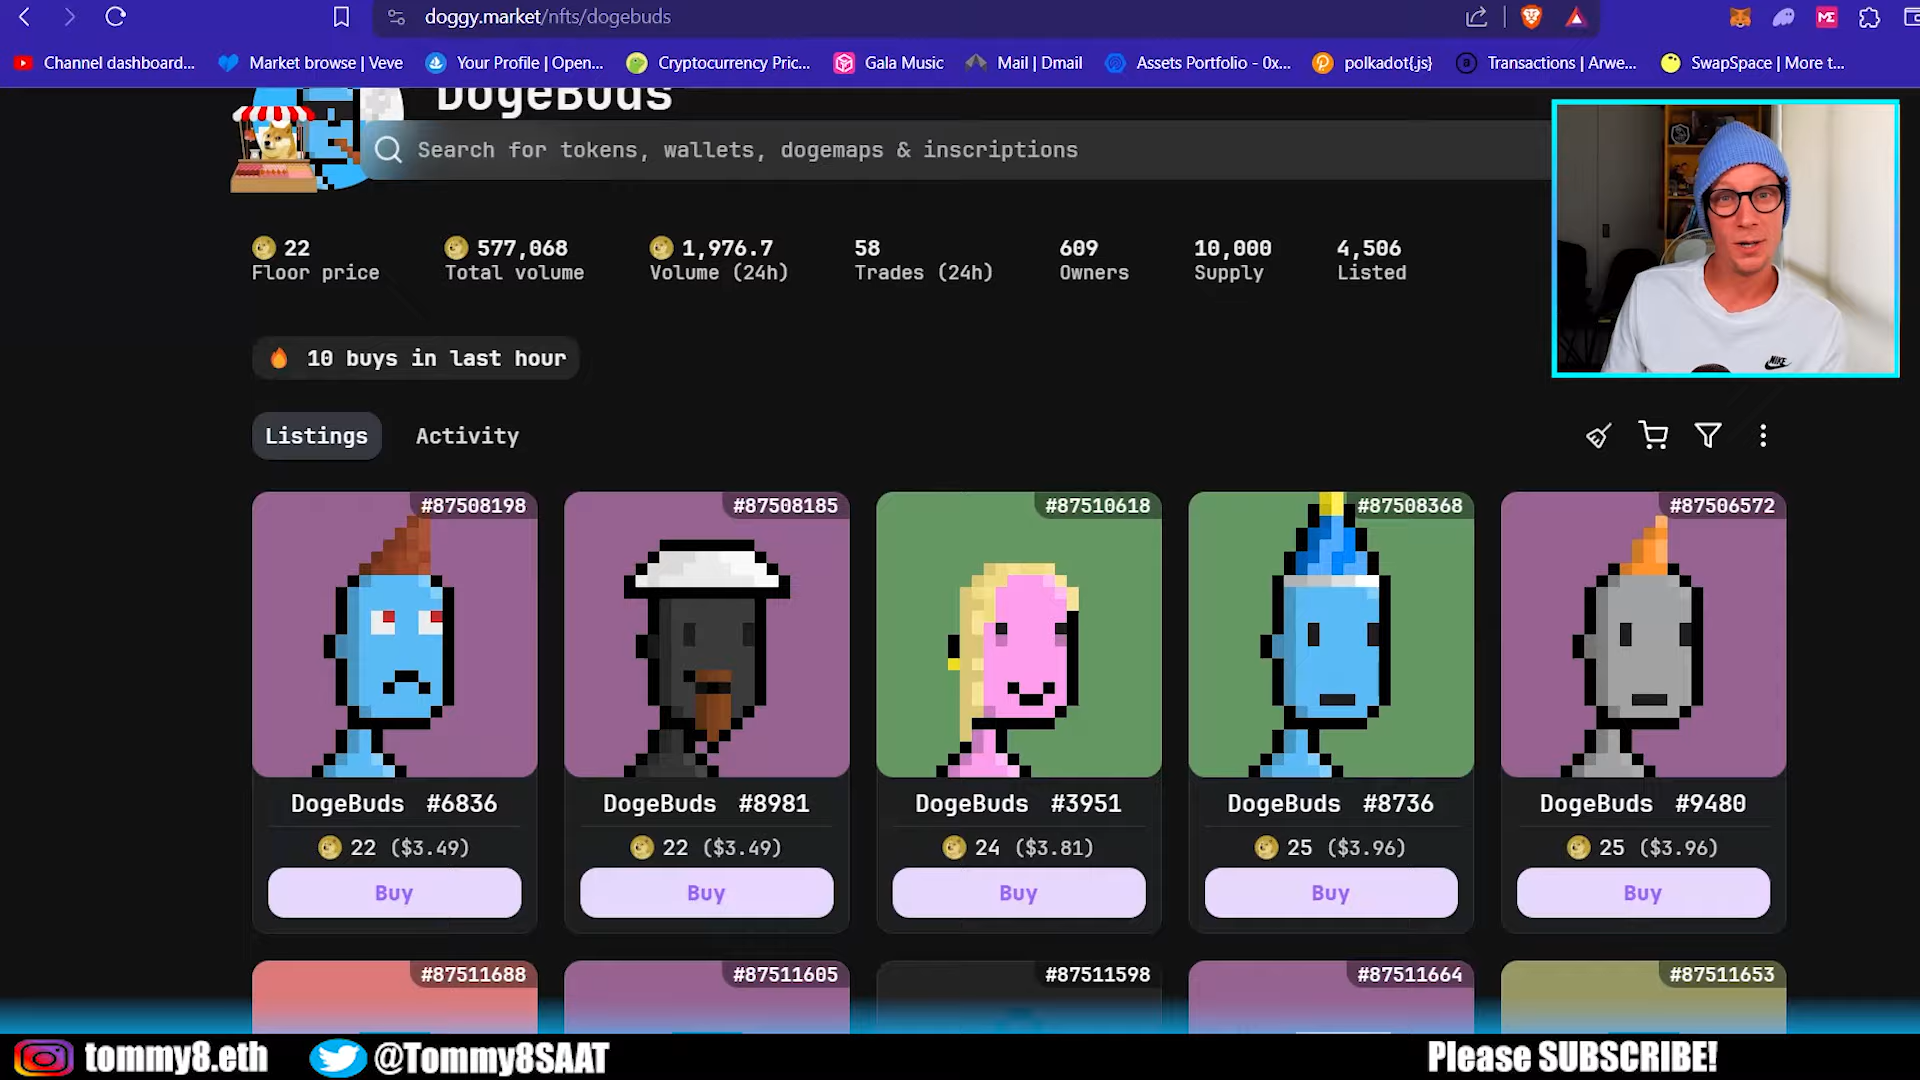 doggy.market/nfts/dogebuds
Channel dashboard...
Market browse | Veve
Your Profile | Open...
Cryptocurrency Pric...
Gala Music
Mail | Dmail
Assets Portfolio - 0x...
polkadot{.js}
Transactions | Arwe...
SwapSpace | More t...
ME
DogeBuds
Search for tokens, wallets, dogemaps & inscriptions
22
577,068
1,976.7
58
609
10,000
4,506
Floor price
Total volume
Volume (24h)
Trades (24h)
Owners
Supply
Listed
NIKE
10 buys in last hour
Listings
Activity
#87508198
#87508185
#87510618
#87508368
#87506572
DogeBuds #6836
DogeBuds #8981
DogeBuds #3951
DogeBuds #8736
DogeBuds #9480
22 ($3.49)
22 ($3.49)
24 ($3.81)
25 ($3.96)
25 ($3.96)
Buy
Buy
Buy
Buy
Buy
#87511688
#87511605
#87511598
#87511664
#87511653
tommy8.eth
@Tommy8SAAT
Please SUBSCRIBE!